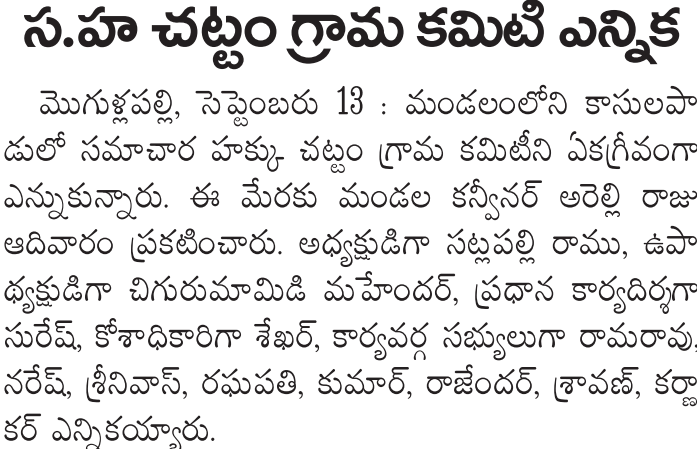 స.హ చట్టం గ్రామ కమిటీ ఎన్నిక
మొగుళ్లపల్లి, సెప్టెంబరు 13 : మండలంలోని కాసులపా
డులో సమాచార హక్కు చట్టం గ్రామ కమిటీని ఏకగ్రీవంగా
ఎన్నుకున్నారు. ఈ మేరకు మండల కన్వీనర్ అరెల్లి రాజు
ఆదివారం ప్రకటించారు. అధ్యక్షుడిగా సట్లపల్లి రాము, ఉపా
ధ్యక్షుడిగా చిగురుమామిడి మహేందర్, ప్రధాన కార్యదిర్శగా
సురేష్, కోశాధికారిగా శేఖర్, కార్యవర్గ సభ్యులుగా రామరావు,
నరేష్, శ్రీనివాస్, రఘుపతి, కుమార్, రాజేందర్, శ్రావణ్, కర్ణా
కర్ ఎన్నికయ్యారు.